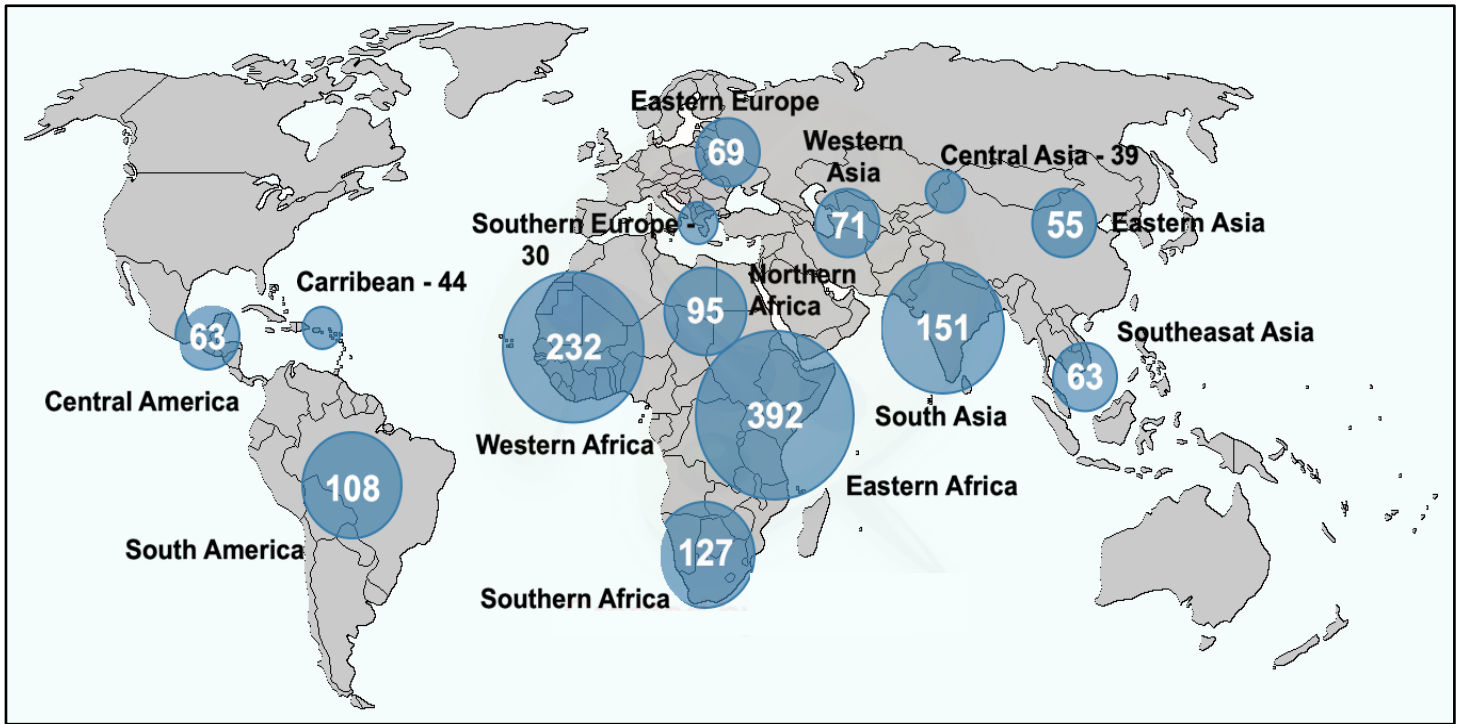 Eastern Europe
69
Western
Asia
71
Central Asia - 39
55
Eastern Asia
Southern Europe -
30
Carribean - 44
63
Central America
232
Western Africa
95
Northern
Africa
392
Eastern Africa
151
South Asia
Southeasat Asia
63
108
South America
127
Southern Africa